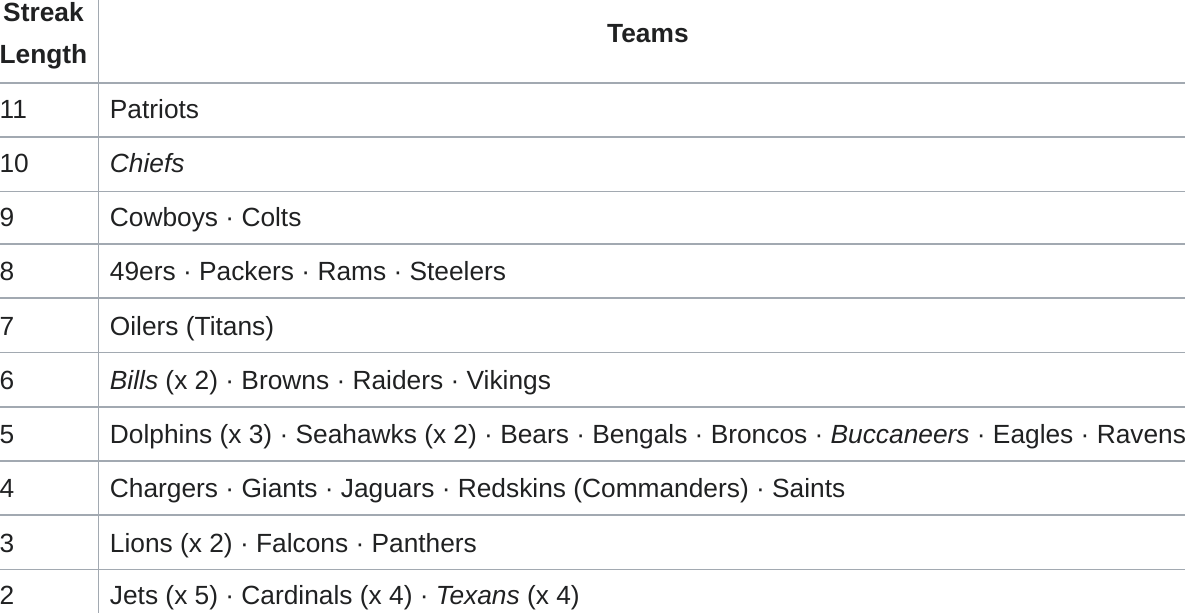 Streak Length Teams
11 Patriots
10 Chiefs
9 Cowboys · Colts
8 49ers · Packers · Rams · Steelers
7 Oilers (Titans)
6 Bills (x 2) · Browns · Raiders · Vikings
5 Dolphins (x 3) · Seahawks (x 2) · Bears · Bengals · Broncos · Buccaneers · Eagles · Ravens
4 Chargers · Giants · Jaguars · Redskins (Commanders) · Saints
3 Lions (x 2) · Falcons · Panthers
2 Jets (x 5) · Cardinals (x 4) · Texans (x 4)